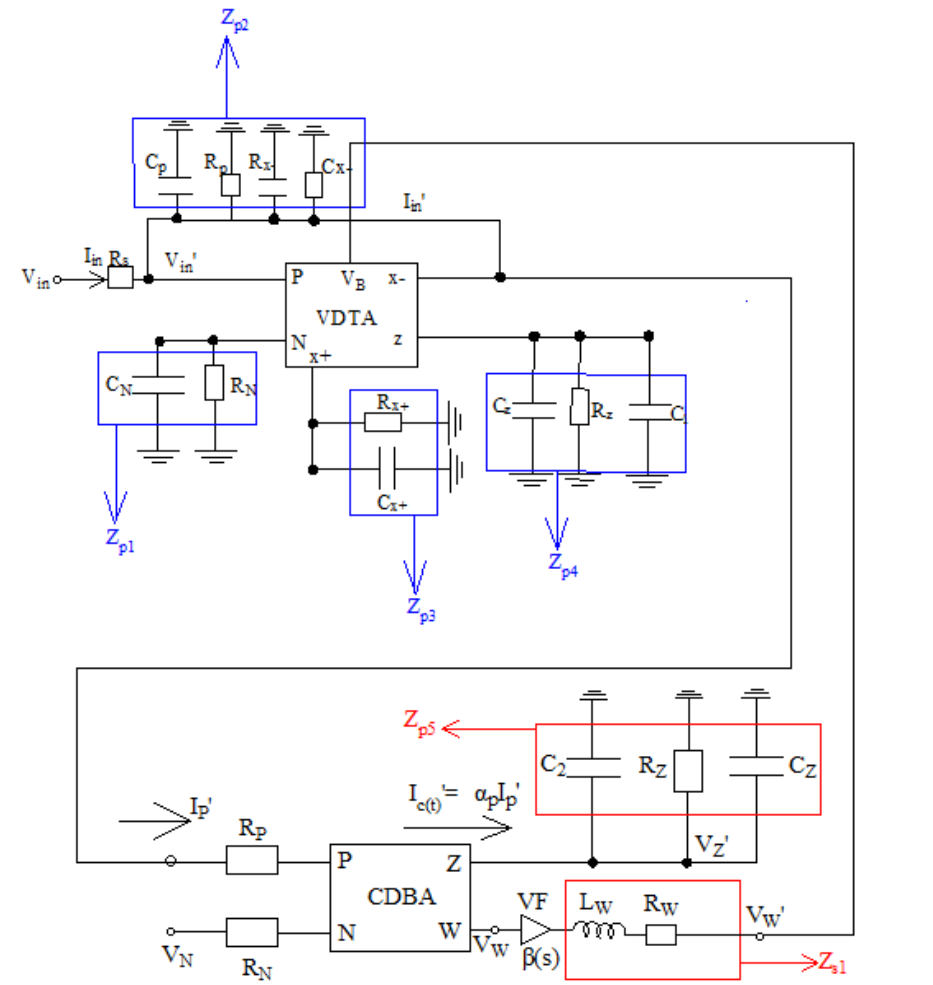 Zp2
Cp Rp Rx- Cx-
Iin'
Vin Iin Rs Vin'
P VB x-
VDTA
N z
x+
CN RN
Rx+
Cx+
Cz Rz C
Zp1
Zp4
Zp3
Zp5
C2 RZ CZ
Ic(t)'= αpIp'
IP'
RP
VZ'
P Z
CDBA
N W
VN
RN
VW
VF
β(s)
LW RW
VW'
Zs1